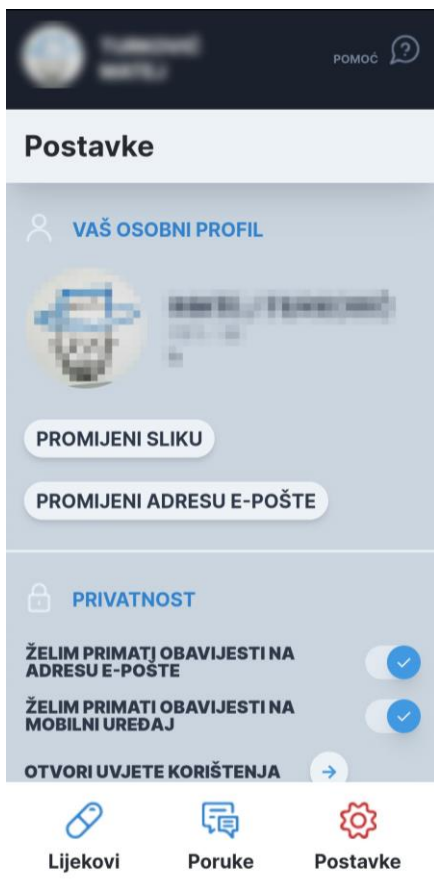 POMOĆ
Postavke
VAŠ OSOBNI PROFIL
PROMIJENI SLIKU
PROMIJENI ADRESU E-POŠTE
PRIVATNOST
ŽELIM PRIMATI OBAVIJESTI NA
ADRESU E-POŠTE
ŽELIM PRIMATI OBAVIJESTI NA
MOBILNI UREĐAJ
OTVORI UVJETE KORIŠTENJA
Lijekovi Poruke Postavke